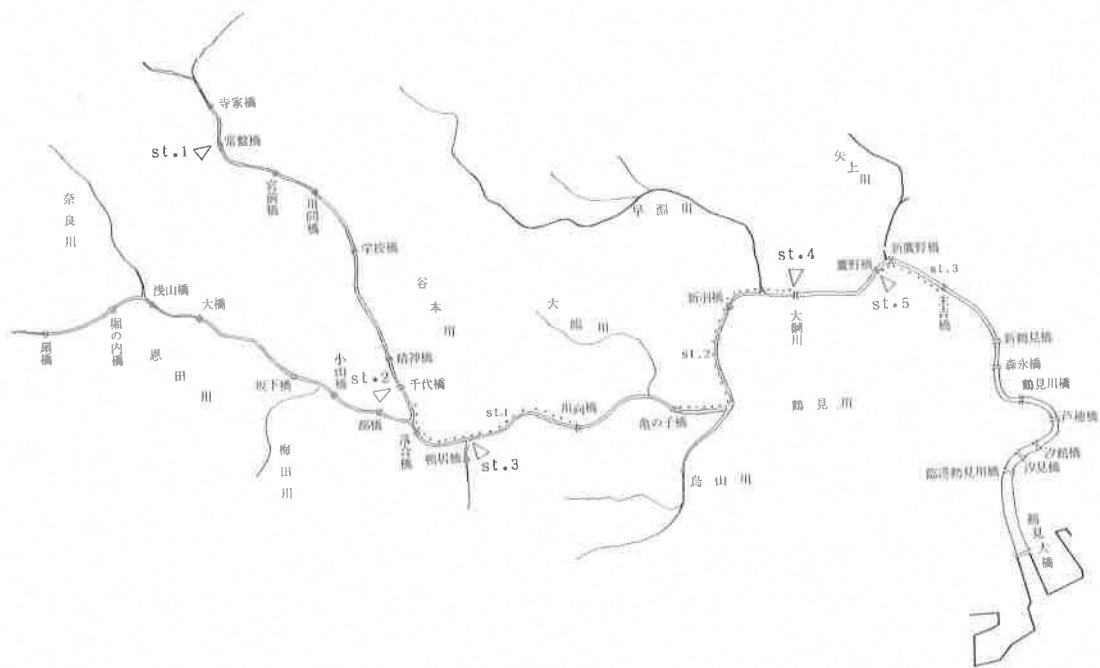 寺家橋
常盤橋
st.1
宮前橋
川間橋
学校橋
奈良川
谷本川
浅山橋
大橋
堀の内橋
恩田川
扇橋
坂下橋
小山橋
st.2
精神橋
千代橋
都橋
梅田川
落合橋
鴨居橋
st.3
st.1
大熊川
川向橋
亀の子橋
鳥山川
st.2
新羽橋
早淵川
st.4
大綱川
鶴見川
矢上川
鷹野橋
新鷹野橋
st.5
st.3
新鶴見橋
森永橋
鶴見川橋
芦穂橋
汐鶴橋
汐見橋
臨港鶴見川橋
鶴見大橋